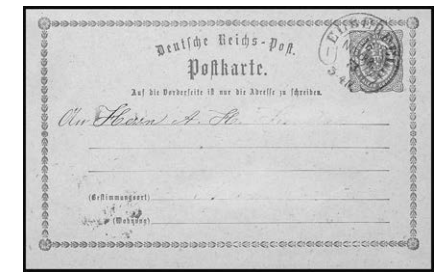 Deutsche Reichs-Post.
Postkarte.
Auf die Vorderseite ist nur die Adresse zu schreiben.
An Herrn A. H.
(Bestimmungsort)
(Wohnung)